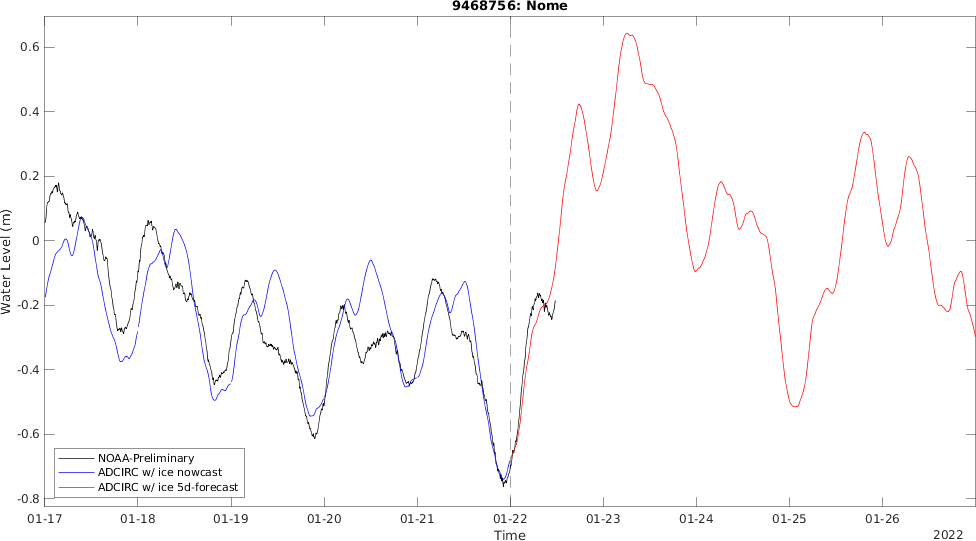 9468756: Nome
0.6
0.4
0.2
0
-0.2
-0.4
-0.6
-0.8
Water Level (m)
NOAA-Preliminary
ADCIRC w/ ice nowcast
ADCIRC w/ ice 5d-forecast
01-17 01-18 01-19 01-20 01-21 01-22 01-23 01-24 01-25 01-26
Time
2022